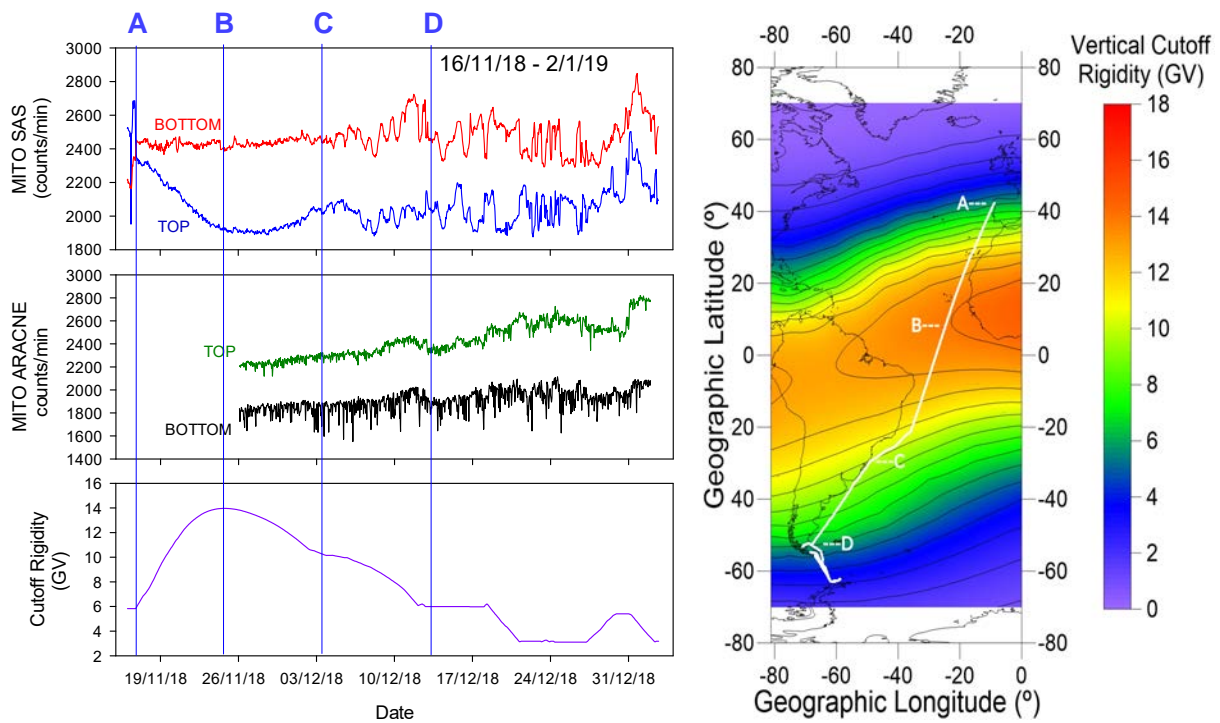 A B C D
16/11/18 - 2/1/19
MITO SAS
(counts/min)
3000
2800
2600
2400
2200
2000
1800
BOTTOM
TOP
MITO ARACNE
counts/min
3000
2800
2600
2400
2200
2000
1800
1600
1400
TOP
BOTTOM
Cutoff Rigidity
(GV)
16
14
12
10
8
6
4
2
19/11/18 26/11/18 03/12/18 10/12/18 17/12/18 24/12/18 31/12/18
Date
-80 -60 -40 -20 0
Geographic Latitude (º)
80 80
60 60
40 40
20 20
0 0
-20 -20
-40 -40
-60 -60
-80 -80
A---
B---
---C
---D
-80 -60 -40 -20 0
Geographic Longitude (º)
Vertical Cutoff
Rigidity (GV)
18
16
14
12
10
8
6
4
2
0